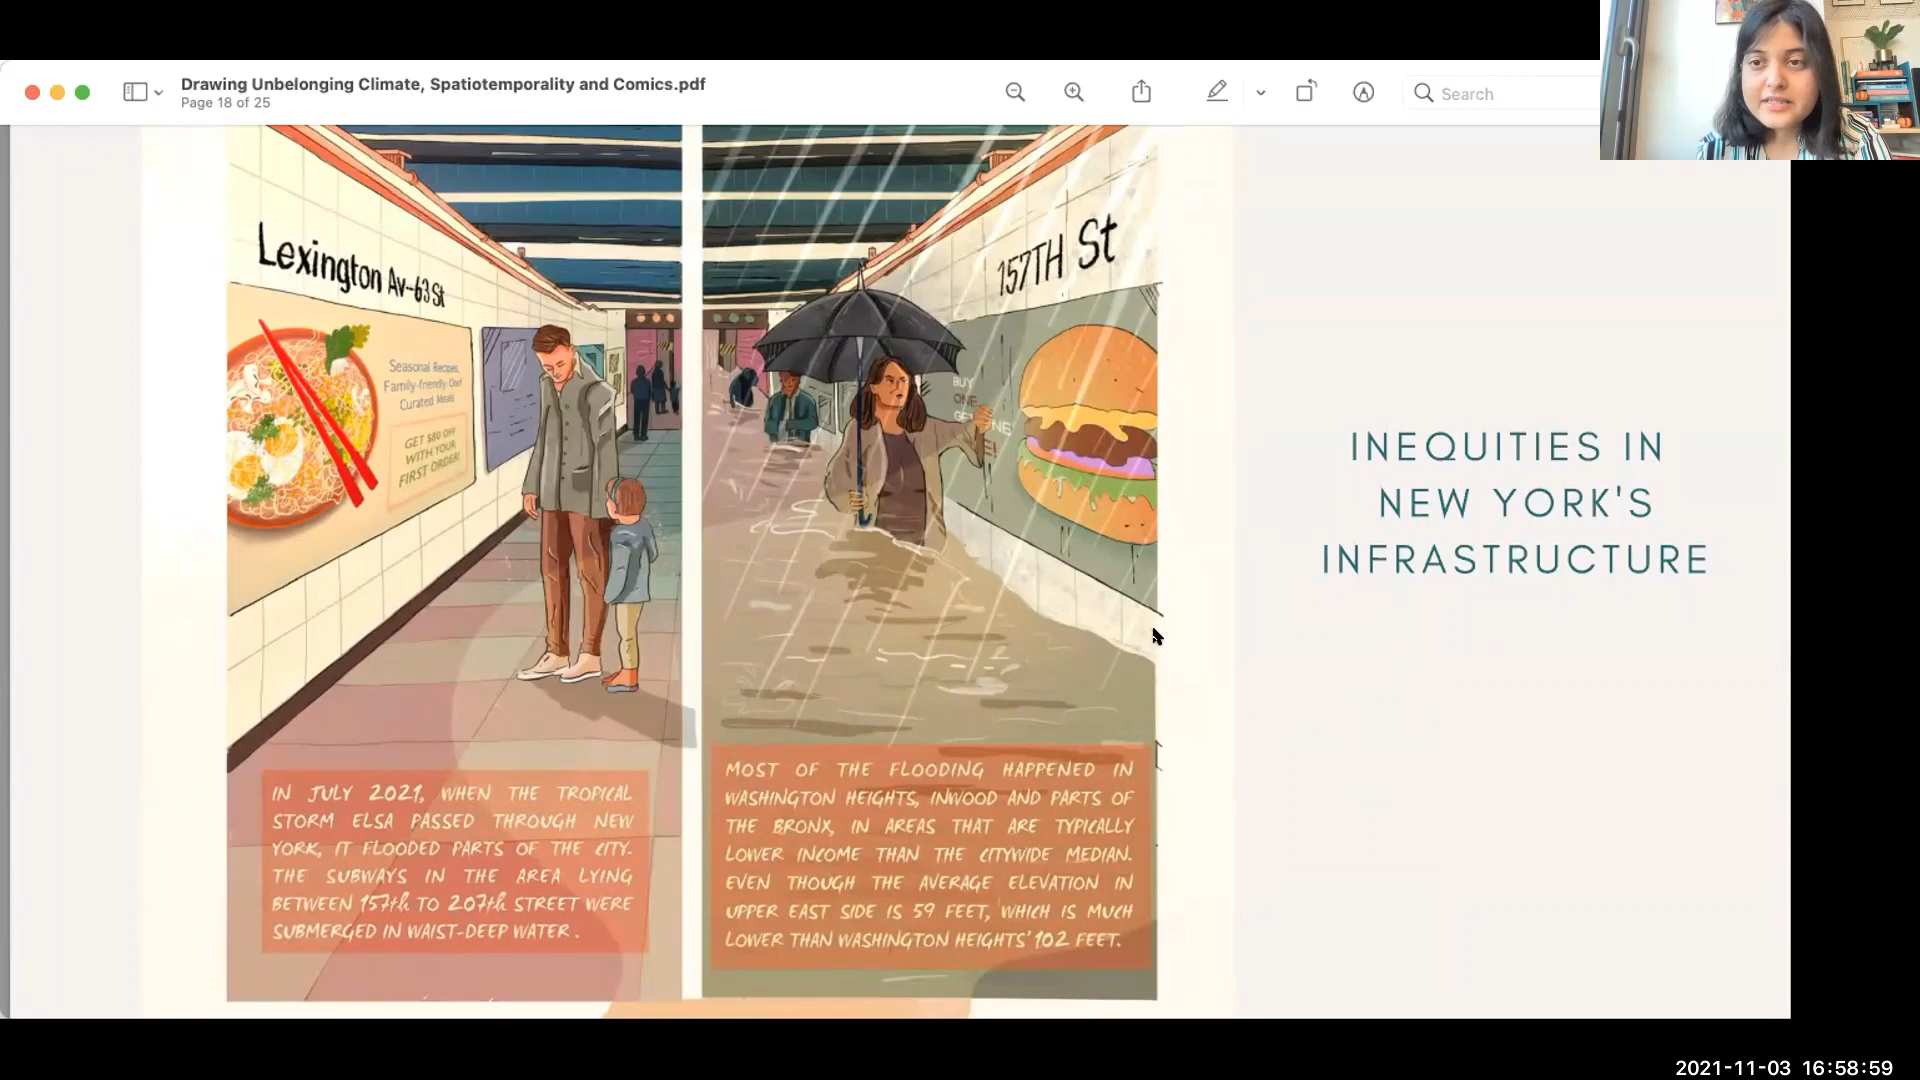 Drawing Unbelonging Climate, Spatiotemporality and Comics.pdf
Page 18 of 25
Search
Lexington Av-63 St
Seasonal Recipes,
Family-friendly Chef
Curated Meals
GET $80 OFF
WITH YOUR
FIRST ORDER!
157TH St
BUY
ONE
IN JULY 2021, WHEN THE TROPICAL
STORM ELSA PASSED THROUGH NEW
YORK, IT FLOODED PARTS OF THE CITY.
THE SUBWAYS IN THE AREA LYING
BETWEEN 157th TO 207th STREET WERE
SUBMERGED IN WAIST-DEEP WATER.
MOST OF THE FLOODING HAPPENED IN
WASHINGTON HEIGHTS, INWOOD AND PARTS OF
THE BRONX, IN AREAS THAT ARE TYPICALLY
LOWER INCOME THAN THE CITYWIDE MEDIAN.
EVEN THOUGH THE AVERAGE ELEVATION IN
UPPER EAST SIDE IS 59 FEET, WHICH IS MUCH
LOWER THAN WASHINGTON HEIGHTS' 102 FEET.
INEQUITIES IN
NEW YORK'S
INFRASTRUCTURE
2021-11-03 16:58:59